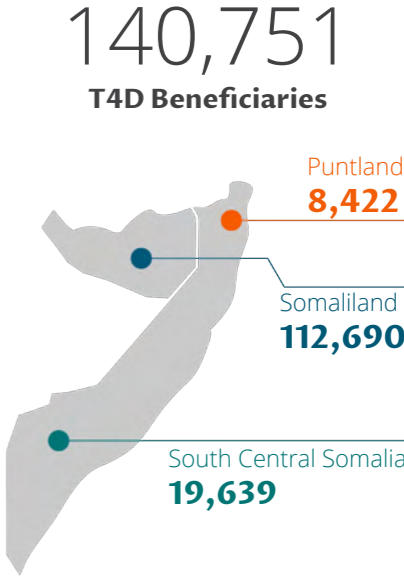 140,751
T4D Beneficiaries
Puntland
8,422
Somaliland
112,690
South Central Somalia
19,639